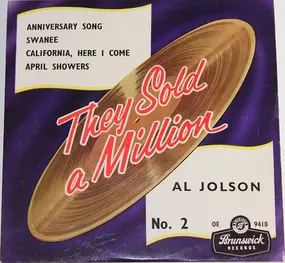 ANNIVERSARY SONG
SWANEE
CALIFORNIA, HERE I COME
APRIL SHOWERS
They Sold
a Million
AL JOLSON
No. 2
OE 9418
Brunswick
RECORDS